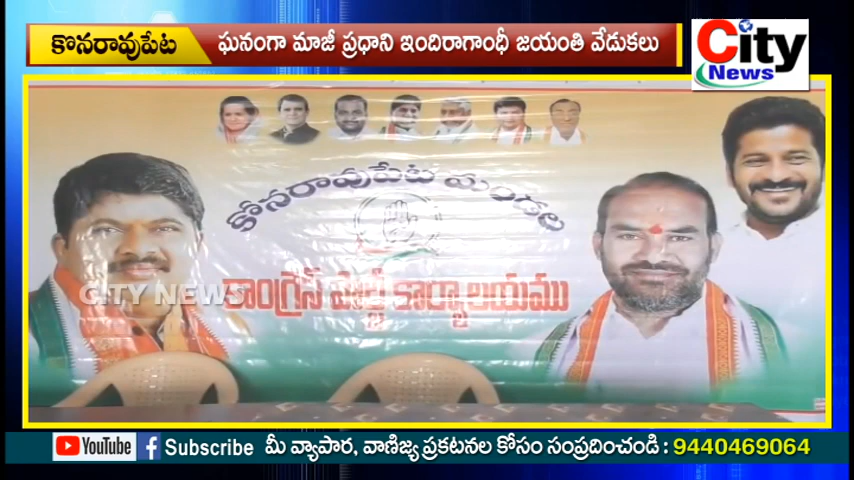 కొనరావుపేట
ఘనంగా మాజీ ప్రధాని ఇందిరాగాంధీ జయంతి వేడుకలు
City
News
కోనరావుపేట మండల
కాంగ్రెస్ పార్టీ కార్యాలయము
CITY NEWS
YouTube f Subscribe మీ వ్యాపార, వాణిజ్య ప్రకటనల కోసం సంప్రదించండి : 9440469064